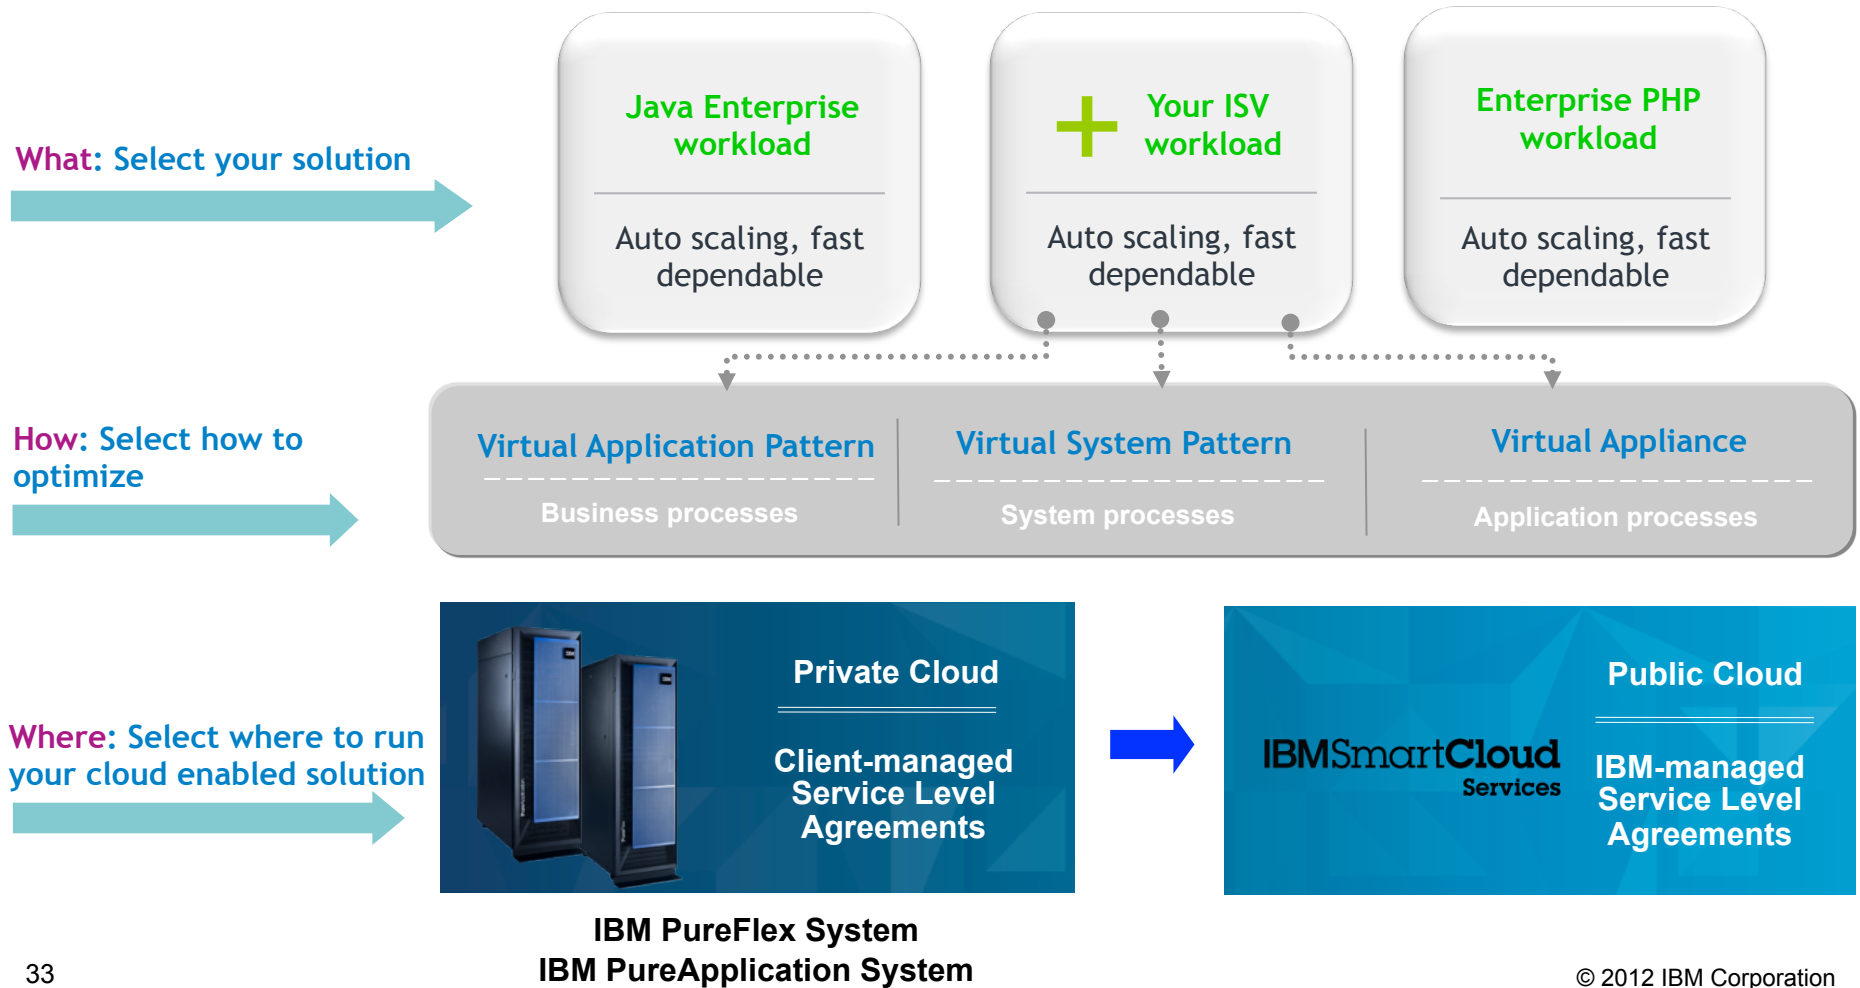 Java Enterprise
workload
Auto scaling, fast
dependable
+
Your ISV
workload
Auto scaling, fast
dependable
Enterprise PHP
workload
Auto scaling, fast
dependable
What: Select your solution
How: Select how to
optimize
Virtual Application Pattern
Business processes
Virtual System Pattern
System processes
Virtual Appliance
Application processes
Where: Select where to run
your cloud enabled solution
Private Cloud
Client-managed
Service Level
Agreements
IBMSmartCloud
Services
Public Cloud
IBM-managed
Service Level
Agreements
IBM PureFlex System
IBM PureApplication System
33
© 2012 IBM Corporation